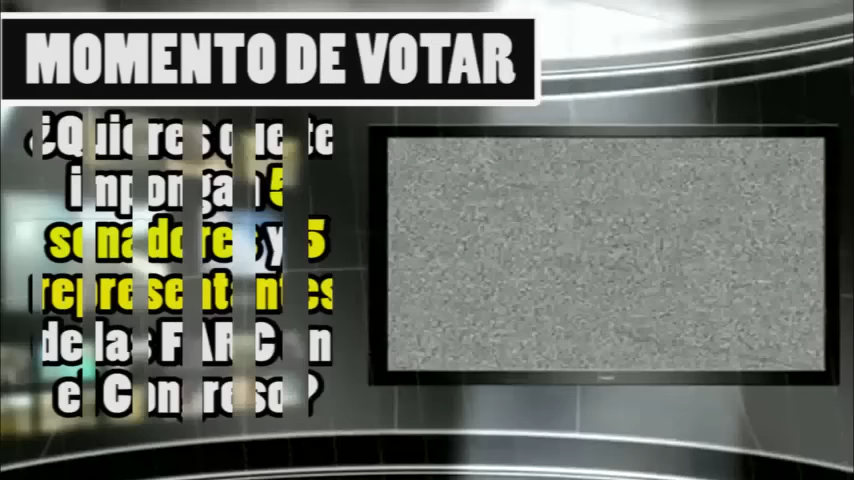 MOMENTO DE VOTAR
¿Quieres que te
impongan 5
senadores y 5
representantes
de las FARC en
el Congreso?